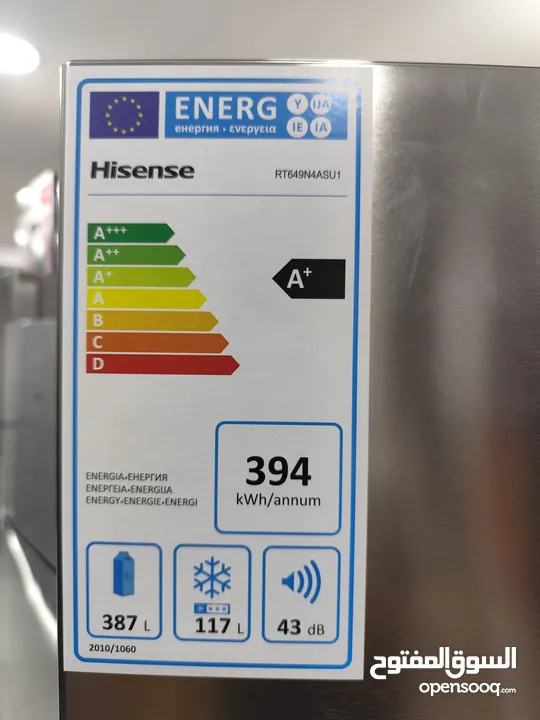 ENERG Y IJA
енергия · ενεργεια IE IA
Hisense RT649N4ASU1
A+++
A++
A+
A
B
C
D
A+
394
kWh/annum
ENERGIA·ЕНЕРГИЯ
ΕΝΕΡΓΕΙΑ·ENERGIJA
ENERGY·ENERGIE·ENERGI
387 L
117 L
43 dB
2010/1060
السوق المفتوح
opensooq.com